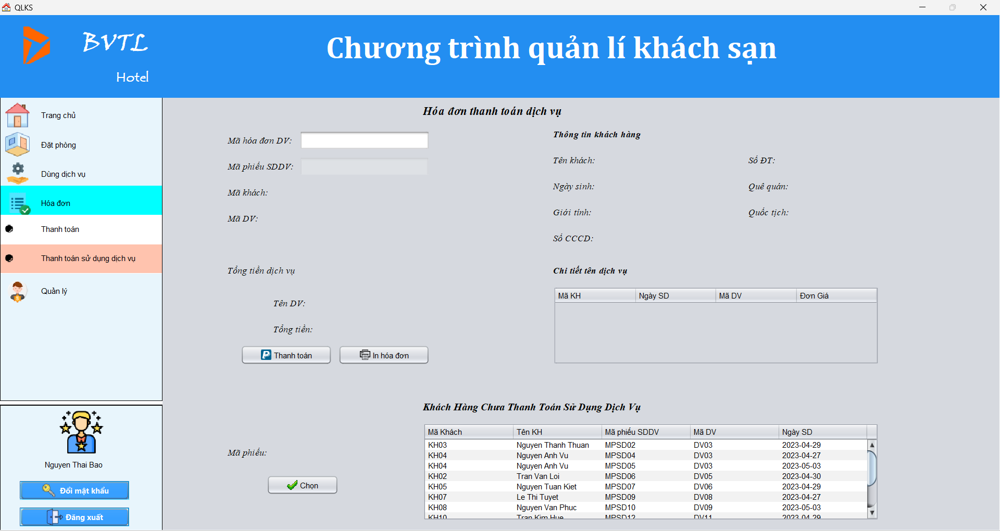 QLKS
BVTL
Hotel
Chương trình quản lí khách sạn
Trang chủ
Đặt phòng
Dùng dịch vụ
Hóa đơn
Thanh toán
Thanh toán sử dụng dịch vụ
Quản lý
Nguyen Thai Bao
Đổi mật khẩu
Đăng xuất
Hóa đơn thanh toán dịch vụ
Mã hóa đơn DV:
Mã phiếu SDDV:
Mã khách:
Mã DV:
Tổng tiền dịch vụ
Tên DV:
Tổng tiền:
Thanh toán In hóa đơn
Thông tin khách hàng
Tên khách: Số ĐT:
Ngày sinh: Quê quán:
Giới tính: Quốc tịch:
Số CCCD:
Chi tiết tên dịch vụ
Mã KH Ngày SD Mã DV Đơn Giá
Khách Hàng Chưa Thanh Toán Sử Dụng Dịch Vụ
Mã phiếu:
Chọn
Mã Khách Tên KH Mã phiếu SDDV Mã DV Ngày SD
KH03 Nguyen Thanh Thuan MPSD02 DV03 2023-04-29
KH04 Nguyen Anh Vu MPSD04 DV03 2023-04-27
KH04 Nguyen Anh Vu MPSD05 DV03 2023-05-03
KH02 Tran Van Loi MPSD06 DV05 2023-04-30
KH05 Nguyen Tuan Kiet MPSD07 DV06 2023-04-29
KH07 Le Thi Tuyet MPSD09 DV08 2023-04-27
KH08 Nguyen Van Phuc MPSD10 DV09 2023-05-03
KH10 Tran Kim Hue MPSD12 DV11 2023-04-29